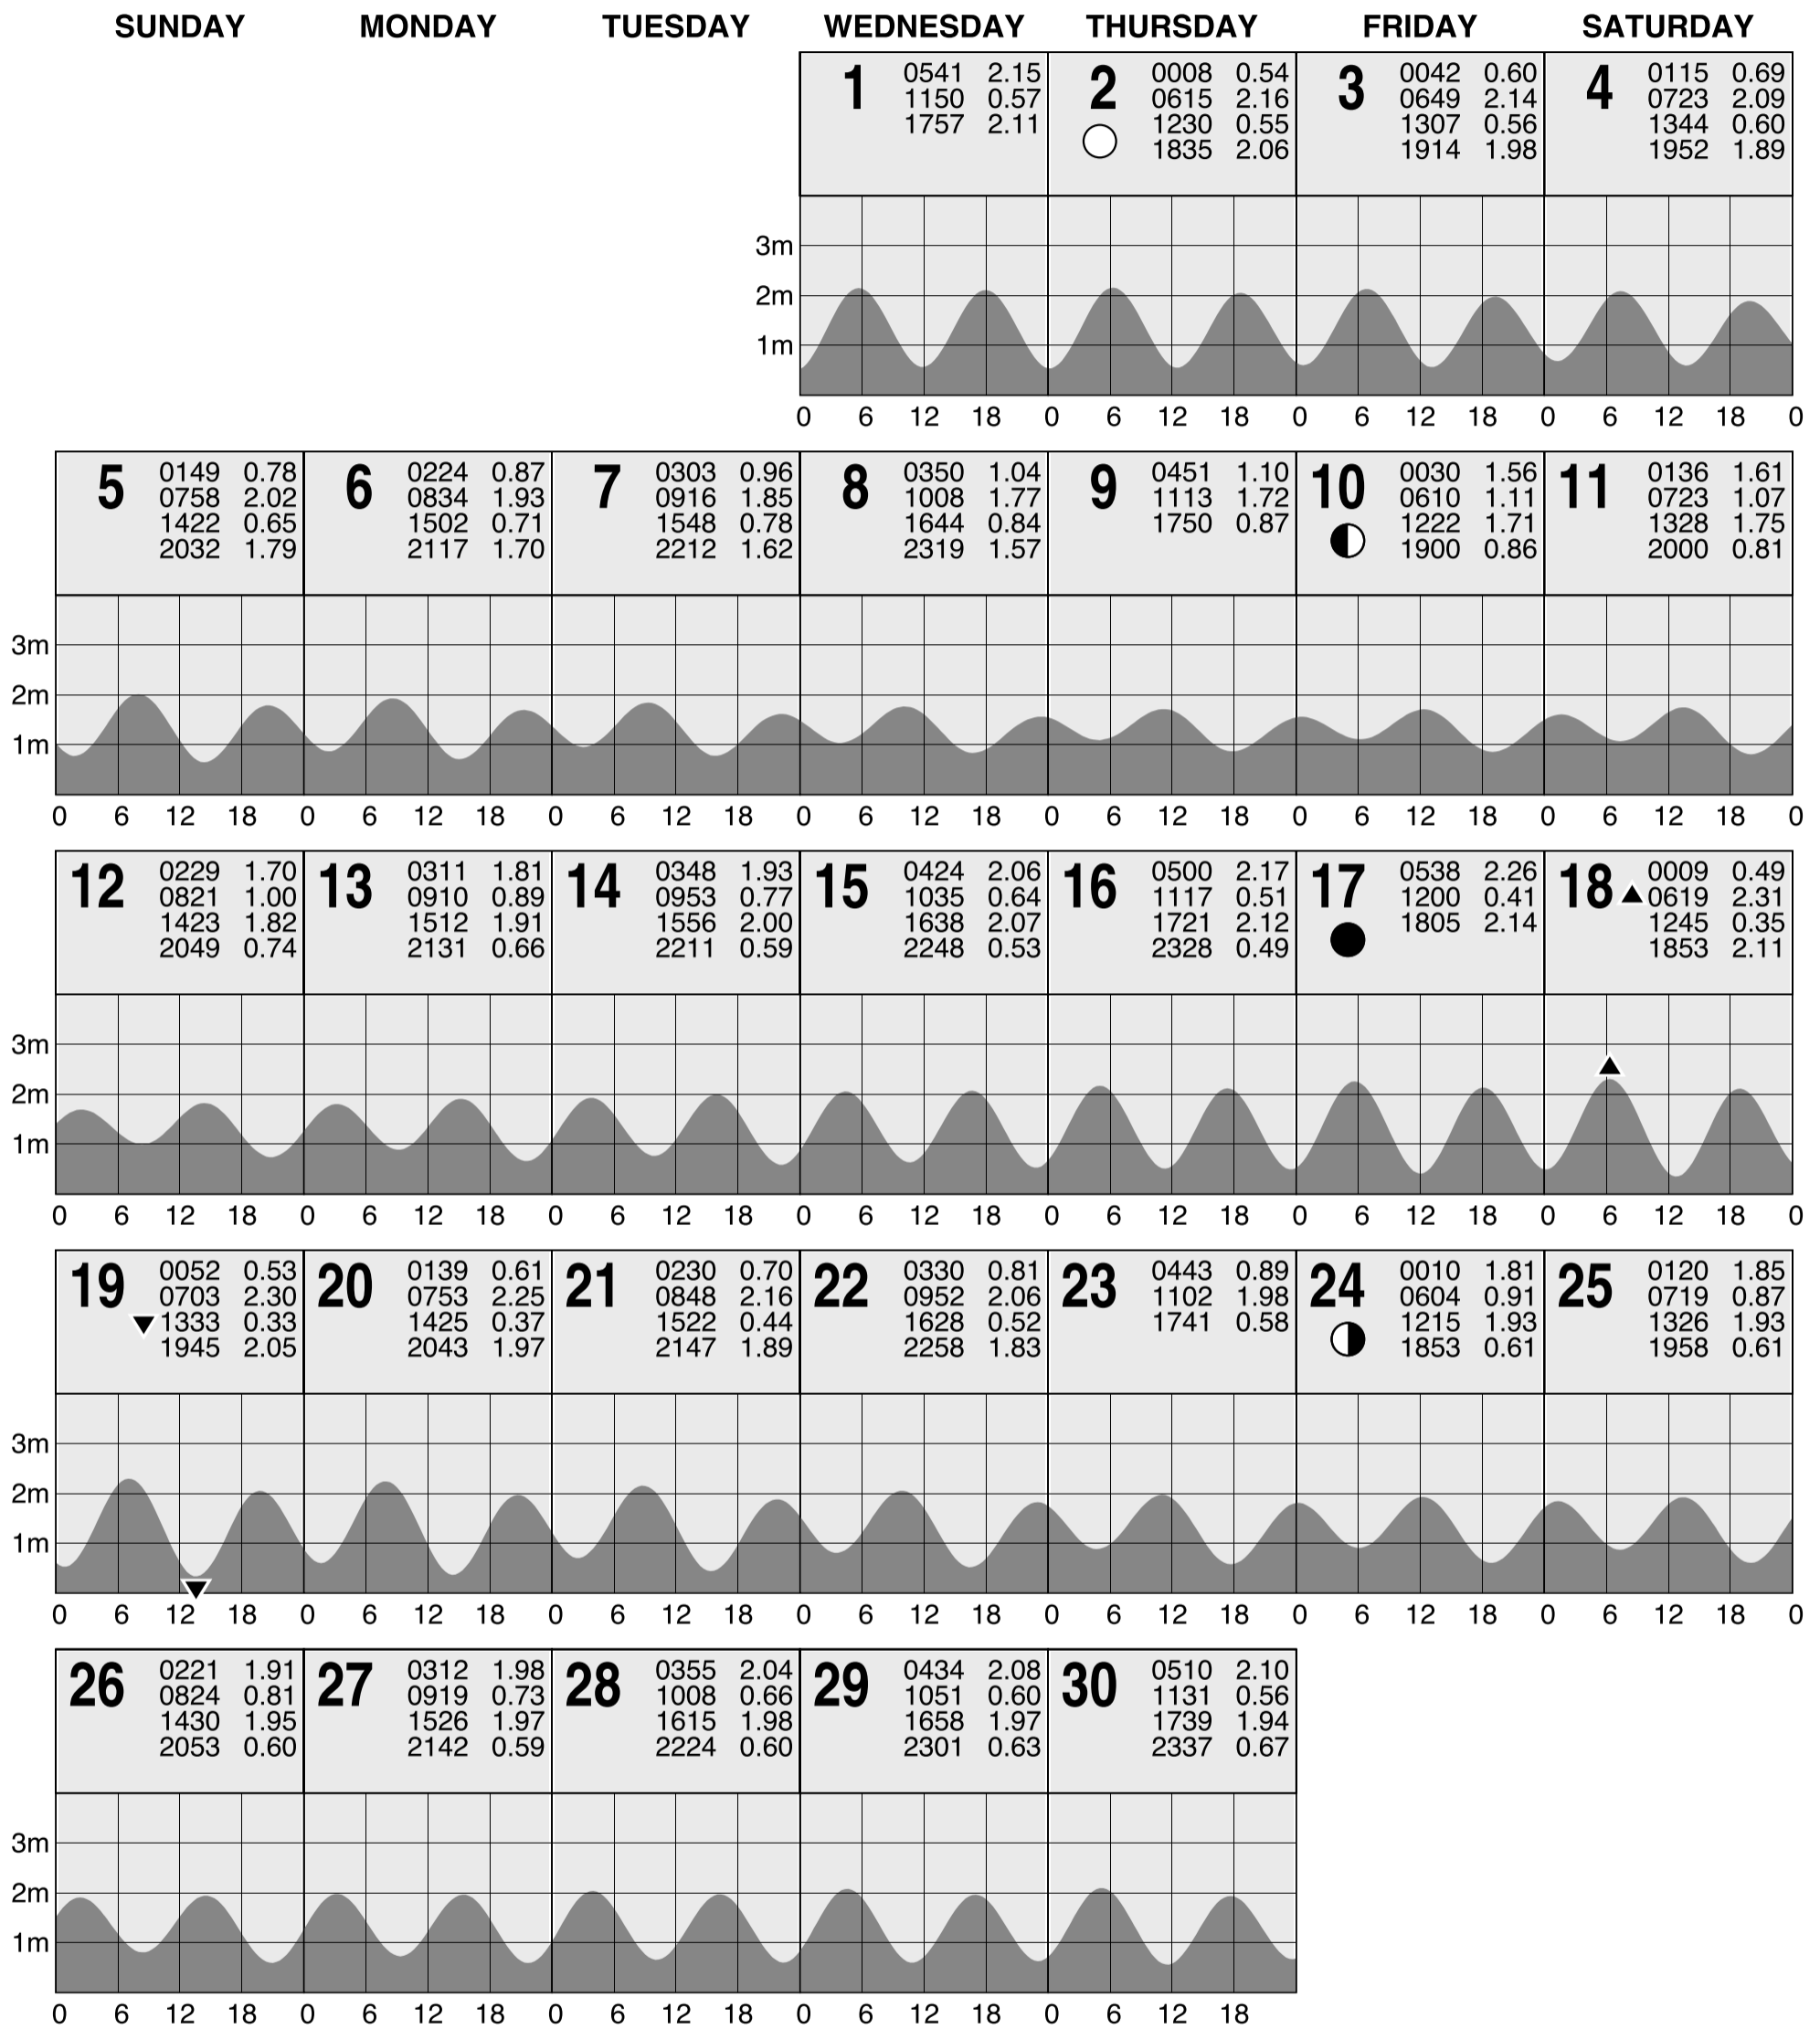 SUNDAY MONDAY TUESDAY WEDNESDAY THURSDAY FRIDAY SATURDAY
1 0541 2.15
1150 0.57
1757 2.11
2 0008 0.54
0615 2.16
1230 0.55
1835 2.06
3 0042 0.60
0649 2.14
1307 0.56
1914 1.98
4 0115 0.69
0723 2.09
1344 0.60
1952 1.89
3m
2m
1m
0 6 12 18 0 6 12 18 0 6 12 18 0 6 12 18 0
5 0149 0.78
0758 2.02
1422 0.65
2032 1.79
6 0224 0.87
0834 1.93
1502 0.71
2117 1.70
7 0303 0.96
0916 1.85
1548 0.78
2212 1.62
8 0350 1.04
1008 1.77
1644 0.84
2319 1.57
9 0451 1.10
1113 1.72
1750 0.87
10 0030 1.56
0610 1.11
1222 1.71
1900 0.86
11 0136 1.61
0723 1.07
1328 1.75
2000 0.81
3m
2m
1m
0 6 12 18 0 6 12 18 0 6 12 18 0 6 12 18 0 6 12 18 0 6 12 18 0 6 12 18 0
12 0229 1.70
0821 1.00
1423 1.82
2049 0.74
13 0311 1.81
0910 0.89
1512 1.91
2131 0.66
14 0348 1.93
0953 0.77
1556 2.00
2211 0.59
15 0424 2.06
1035 0.64
1638 2.07
2248 0.53
16 0500 2.17
1117 0.51
1721 2.12
2328 0.49
17 0538 2.26
1200 0.41
1805 2.14
18 0009 0.49
0619 2.31
1245 0.35
1853 2.11
3m
2m
1m
0 6 12 18 0 6 12 18 0 6 12 18 0 6 12 18 0 6 12 18 0 6 12 18 0 6 12 18 0
19 0052 0.53
0703 2.30
1333 0.33
1945 2.05
20 0139 0.61
0753 2.25
1425 0.37
2043 1.97
21 0230 0.70
0848 2.16
1522 0.44
2147 1.89
22 0330 0.81
0952 2.06
1628 0.52
2258 1.83
23 0443 0.89
1102 1.98
1741 0.58
24 0010 1.81
0604 0.91
1215 1.93
1853 0.61
25 0120 1.85
0719 0.87
1326 1.93
1958 0.61
3m
2m
1m
0 6 12 18 0 6 12 18 0 6 12 18 0 6 12 18 0 6 12 18 0 6 12 18 0 6 12 18 0
26 0221 1.91
0824 0.81
1430 1.95
2053 0.60
27 0312 1.98
0919 0.73
1526 1.97
2142 0.59
28 0355 2.04
1008 0.66
1615 1.98
2224 0.60
29 0434 2.08
1051 0.60
1658 1.97
2301 0.63
30 0510 2.10
1131 0.56
1739 1.94
2337 0.67
3m
2m
1m
0 6 12 18 0 6 12 18 0 6 12 18 0 6 12 18 0 6 12 18